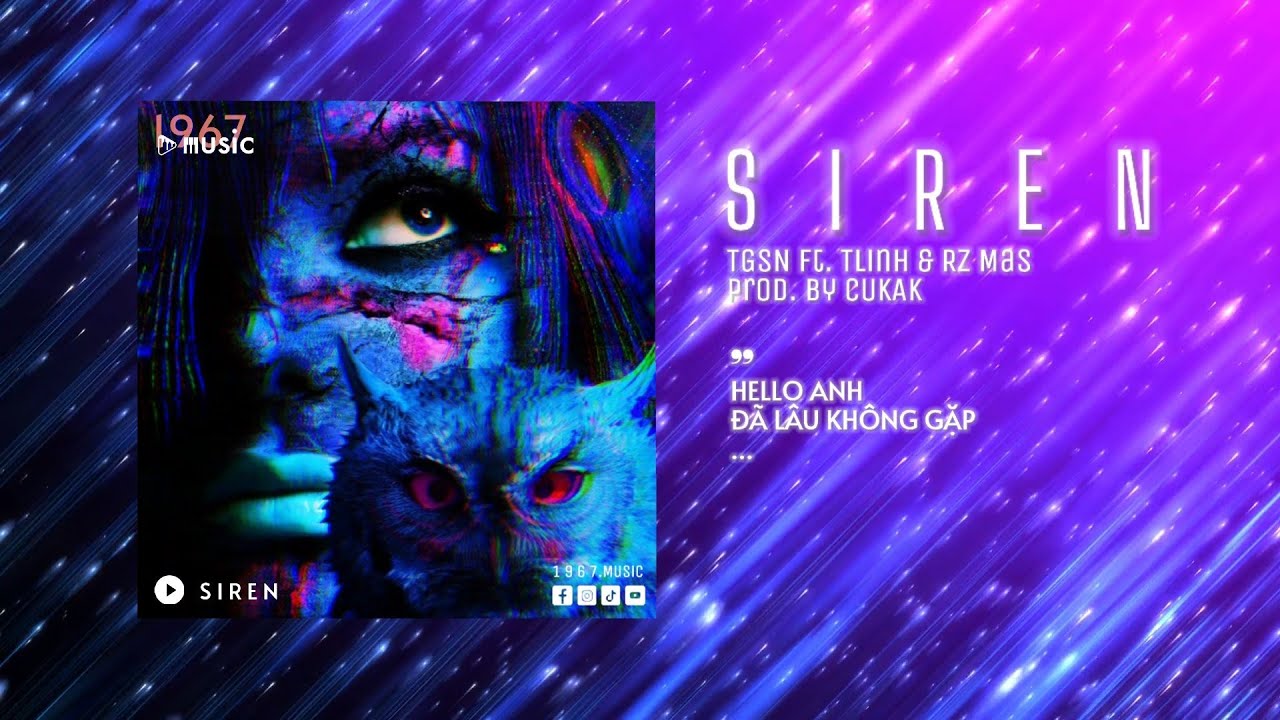 1967
MUSIC
SIREN
1967.MUSIC
SIREN
TGSN Ft. TLINH & RZ Mas
Prod. BY CUKAK
”
HELLO ANH
ĐÃ LÂU KHÔNG GẶP
...